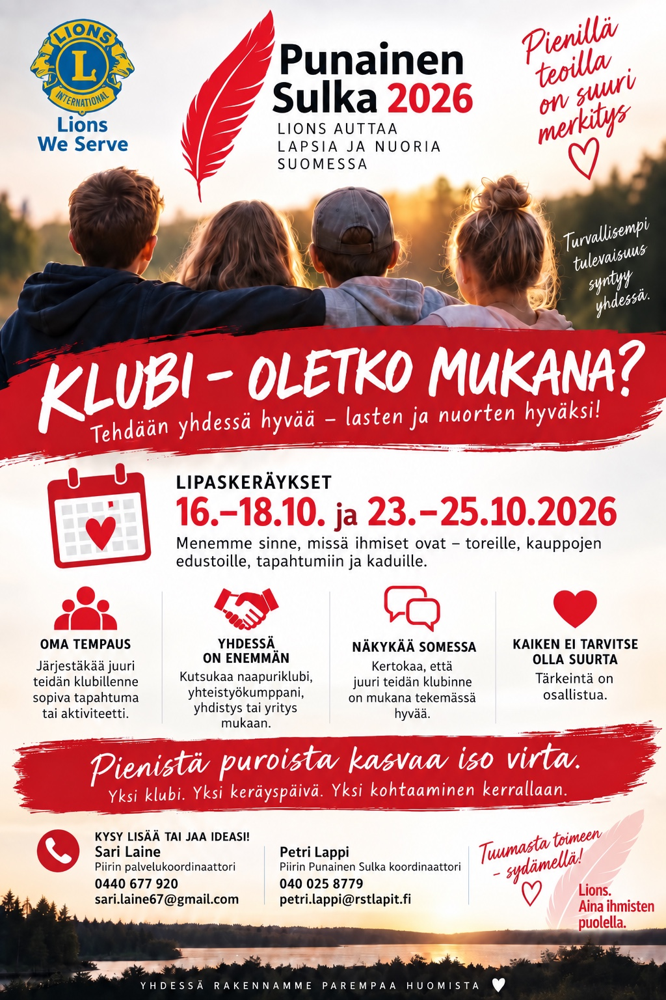 LIONS
L
INTERNATIONAL
Lions
We Serve
Punainen
Sulka 2026
LIONS AUTTAA
LAPSIA JA NUORIA
SUOMESSA
Pienillä
teoilla
on suuri
merkitys
Turvallisempi
tulevaisuus
syntyy
yhdessä.
KLUBI – OLETKO MUKANA?
Tehdään yhdessä hyvää – lasten ja nuorten hyväksi!
LIPASKERÄYKSET
16.–18.10. ja 23.–25.10.2026
Menemme sinne, missä ihmiset ovat – toreille, kauppojen
edustoille, tapahtumiin ja kaduille.
OMA TEMPAUS
Järjestäkää juuri
teidän klubillenne
sopiva tapahtuma
tai aktiviteetti.
YHDESSÄ
ON ENEMMÄN
Kutsukaa naapuriklubi,
yhteistyökumppani,
yhdistys tai yritys
mukaan.
NÄKYKÄÄ SOMESSA
Kertokaa, että
juuri teidän klubinne
on mukana tekemässä
hyvää.
KAIKEN EI TARVITSE
OLLA SUURTA
Tärkeintä on
osallistua.
Pienistä puroista kasvaa iso virta.
Yksi klubi. Yksi keräyspäivä. Yksi kohtaaminen kerrallaan.
KYSY LISÄÄ TAI JAA IDEASI!
Sari Laine
Piirin palvelukoordinaattori
0440 677 920
sari.laine67@gmail.com
Petri Lappi
Piirin Punainen Sulka koordinaattori
040 025 8779
petri.lappi@rstlapit.fi
Tuumasta toimeen
– sydämellä!
Lions.
Aina ihmisten
puolella.
YHDESSÄ RAKENNAMME PAREMPAA HUOMISTA